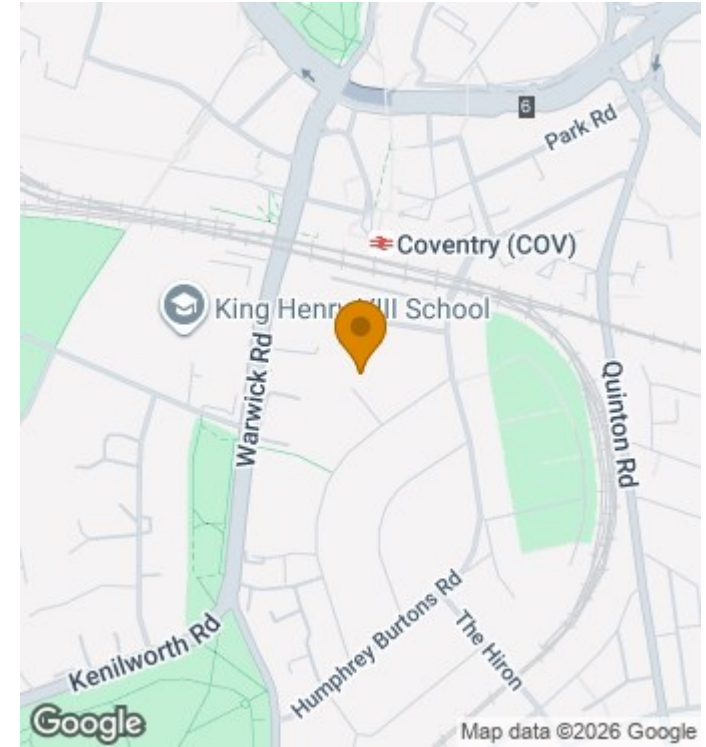 6
Park Rd
Coventry (COV)
King Henry VIII School
Warwick Rd
Quinton Rd
Kenilworth Rd
Humphrey Burtons Rd
The Hiron
Google
Map data ©2026 Google